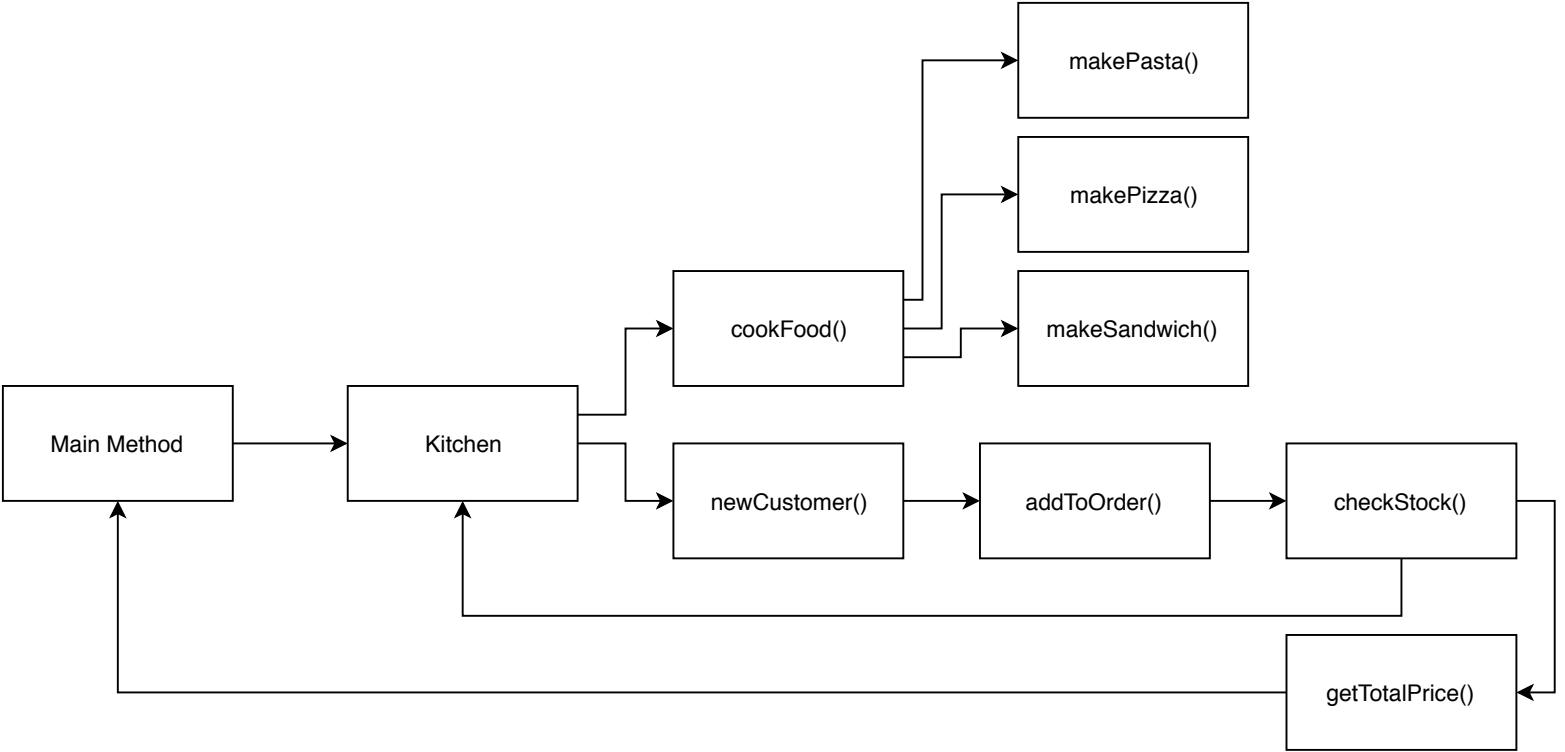 makePasta()
makePizza()
cookFood()
makeSandwich()
Main Method
Kitchen
newCustomer()
addToOrder()
checkStock()
getTotalPrice()